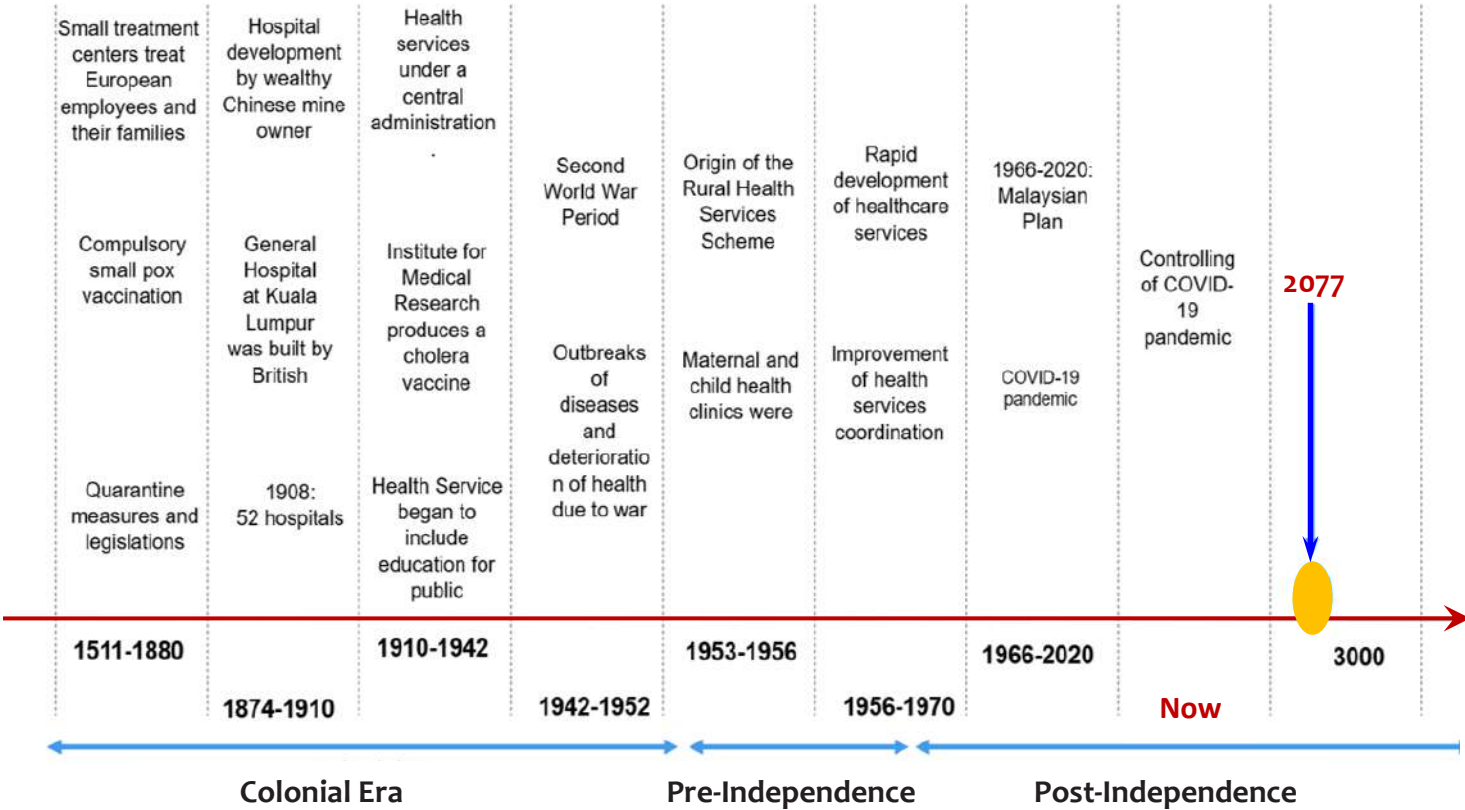 Small treatment
centers treat
European
employees and
their families
Compulsory
small pox
vaccination
Quarantine
measures and
legislations
Hospital
development
by wealthy
Chinese mine
owner
General
Hospital
at Kuala
Lumpur
was built by
British
1908:
52 hospitals
Health
services
under a
central
administration
.
Institute for
Medical
Research
produces a
cholera
vaccine
Health Service
began to
include
education for
public
Second
World War
Period
Outbreaks
of
diseases
and
deterioratio
n of health
due to war
Origin of the
Rural Health
Services
Scheme
Maternal and
child health
clinics were
Rapid
development
of healthcare
services
Improvement
of health
services
coordination
1966-2020:
Malaysian
Plan
COVID-19
pandemic
Controlling
of COVID-
19
pandemic
2077
1511-1880
1874-1910
1910-1942
1942-1952
1953-1956
1956-1970
1966-2020
Now
3000
Colonial Era
Pre-Independence
Post-Independence